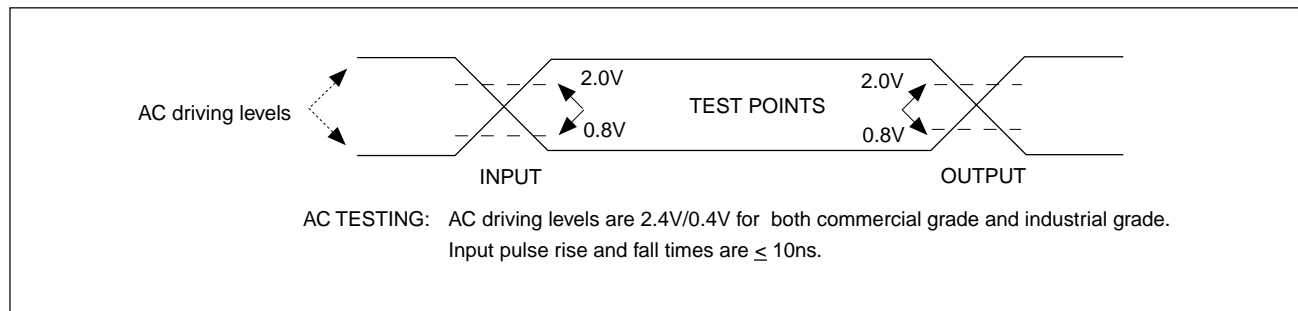 2.0V
2.0V
AC driving levels
TEST POINTS
0.8V
0.8V
INPUT
OUTPUT
AC TESTING: AC driving levels are 2.4V/0.4V for both commercial grade and industrial grade.
Input pulse rise and fall times are ≤ 10ns.